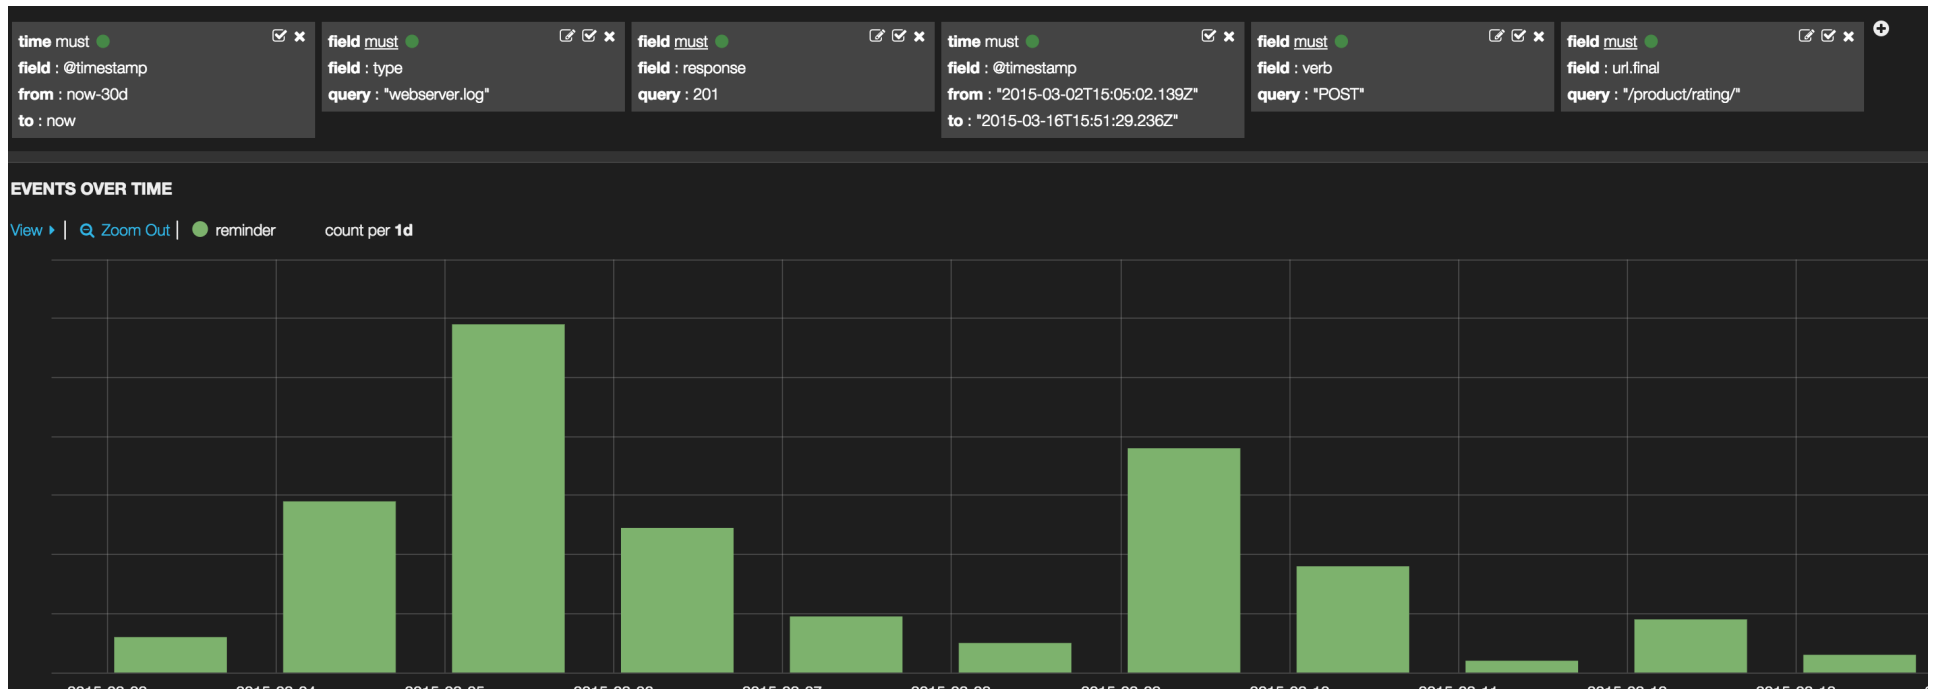 time must
field : @timestamp
from : now-30d
to : now
field must
field : type
query : "webserver.log"
field must
field : response
query : 201
time must
field : @timestamp
from : "2015-03-02T15:05:02.139Z"
to : "2015-03-16T15:51:29.236Z"
field must
field : verb
query : "POST"
field must
field : url.final
query : "/product/rating/"
EVENTS OVER TIME
View | Zoom Out | reminder count per 1d